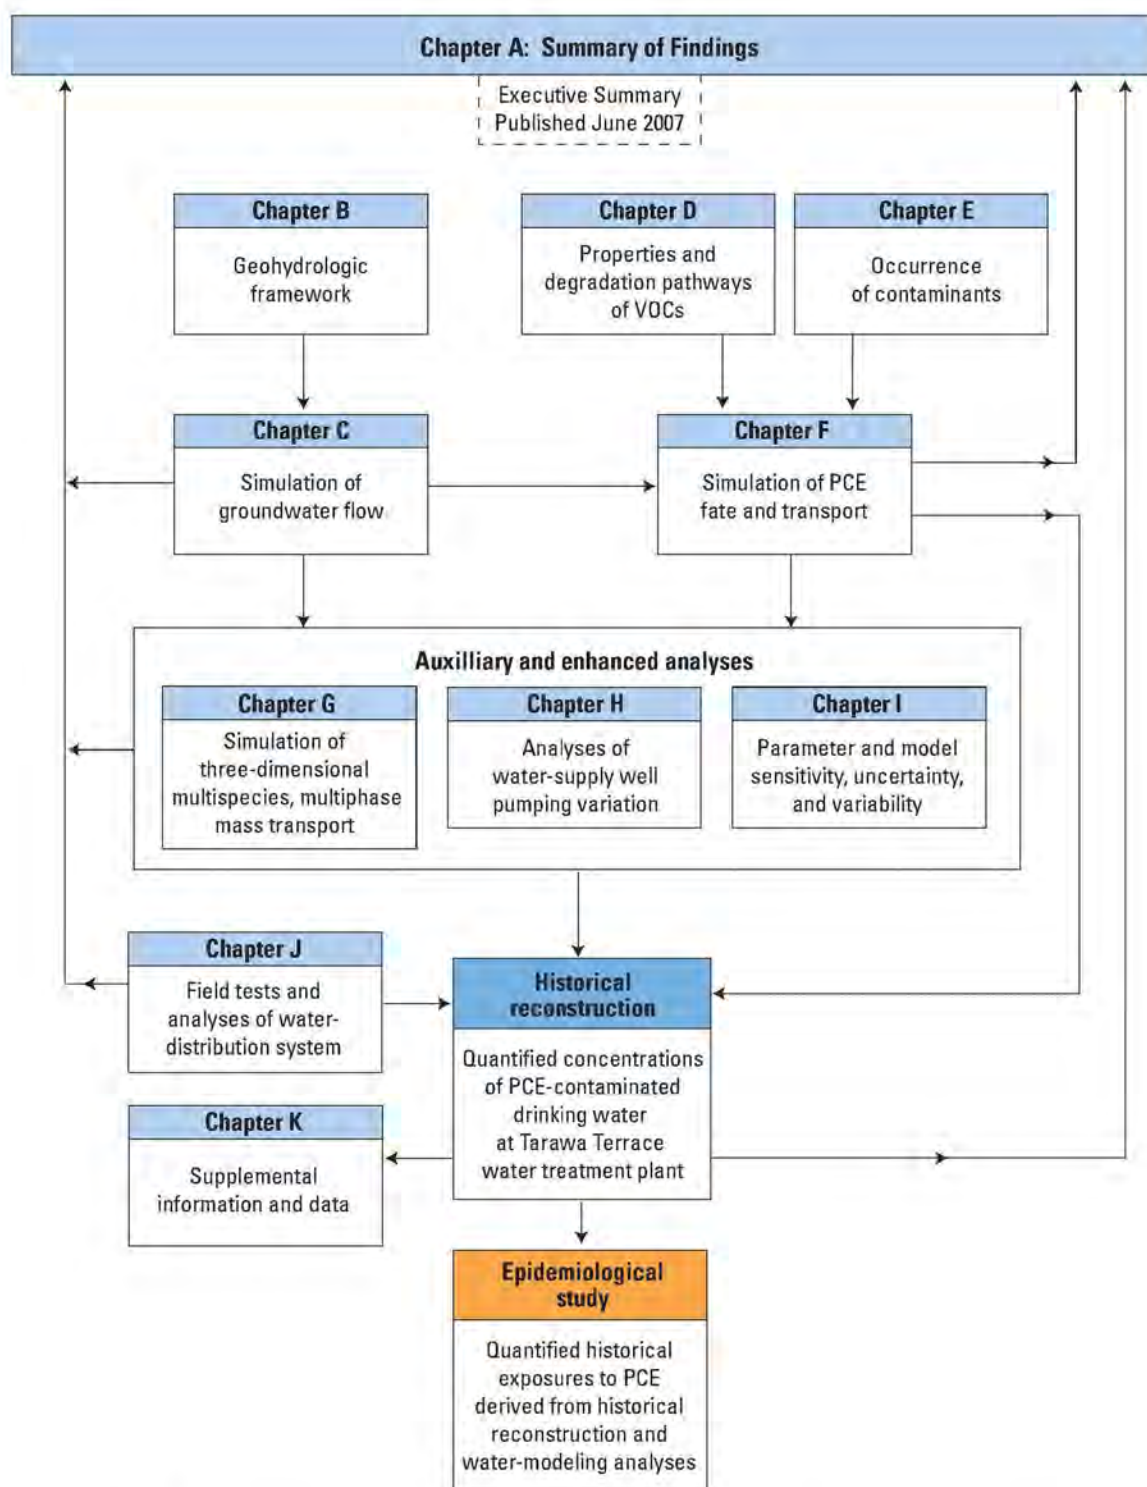 Chapter A: Summary of Findings
Executive Summary
Published June 2007
Chapter B
Geohydrologic
framework
Chapter D
Properties and
degradation pathways
of VOCs
Chapter E
Occurrence
of contaminants
Chapter C
Simulation of
groundwater flow
Chapter F
Simulation of PCE
fate and transport
Auxilliary and enhanced analyses
Chapter G
Simulation of
three-dimensional
multispecies, multiphase
mass transport
Chapter H
Analyses of
water-supply well
pumping variation
Chapter I
Parameter and model
sensitivity, uncertainty,
and variability
Chapter J
Field tests and
analyses of water-
distribution system
Historical
reconstruction
Quantified concentrations
of PCE-contaminated
drinking water
at Tarawa Terrace
water treatment plant
Chapter K
Supplemental
information and data
Epidemiological
study
Quantified historical
exposures to PCE
derived from historical
reconstruction and
water-modeling analyses